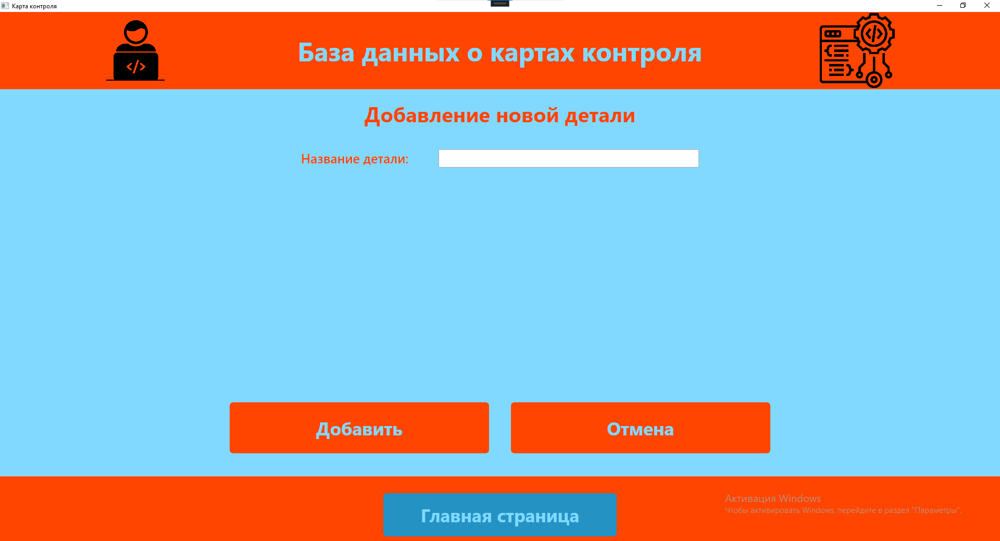 Карта контроля
База данных о картах контроля
Добавление новой детали
Название детали:
Добавить
Отмена
Главная страница
Активация Windows
Чтобы активировать Windows, перейдите в раздел "Параметры".